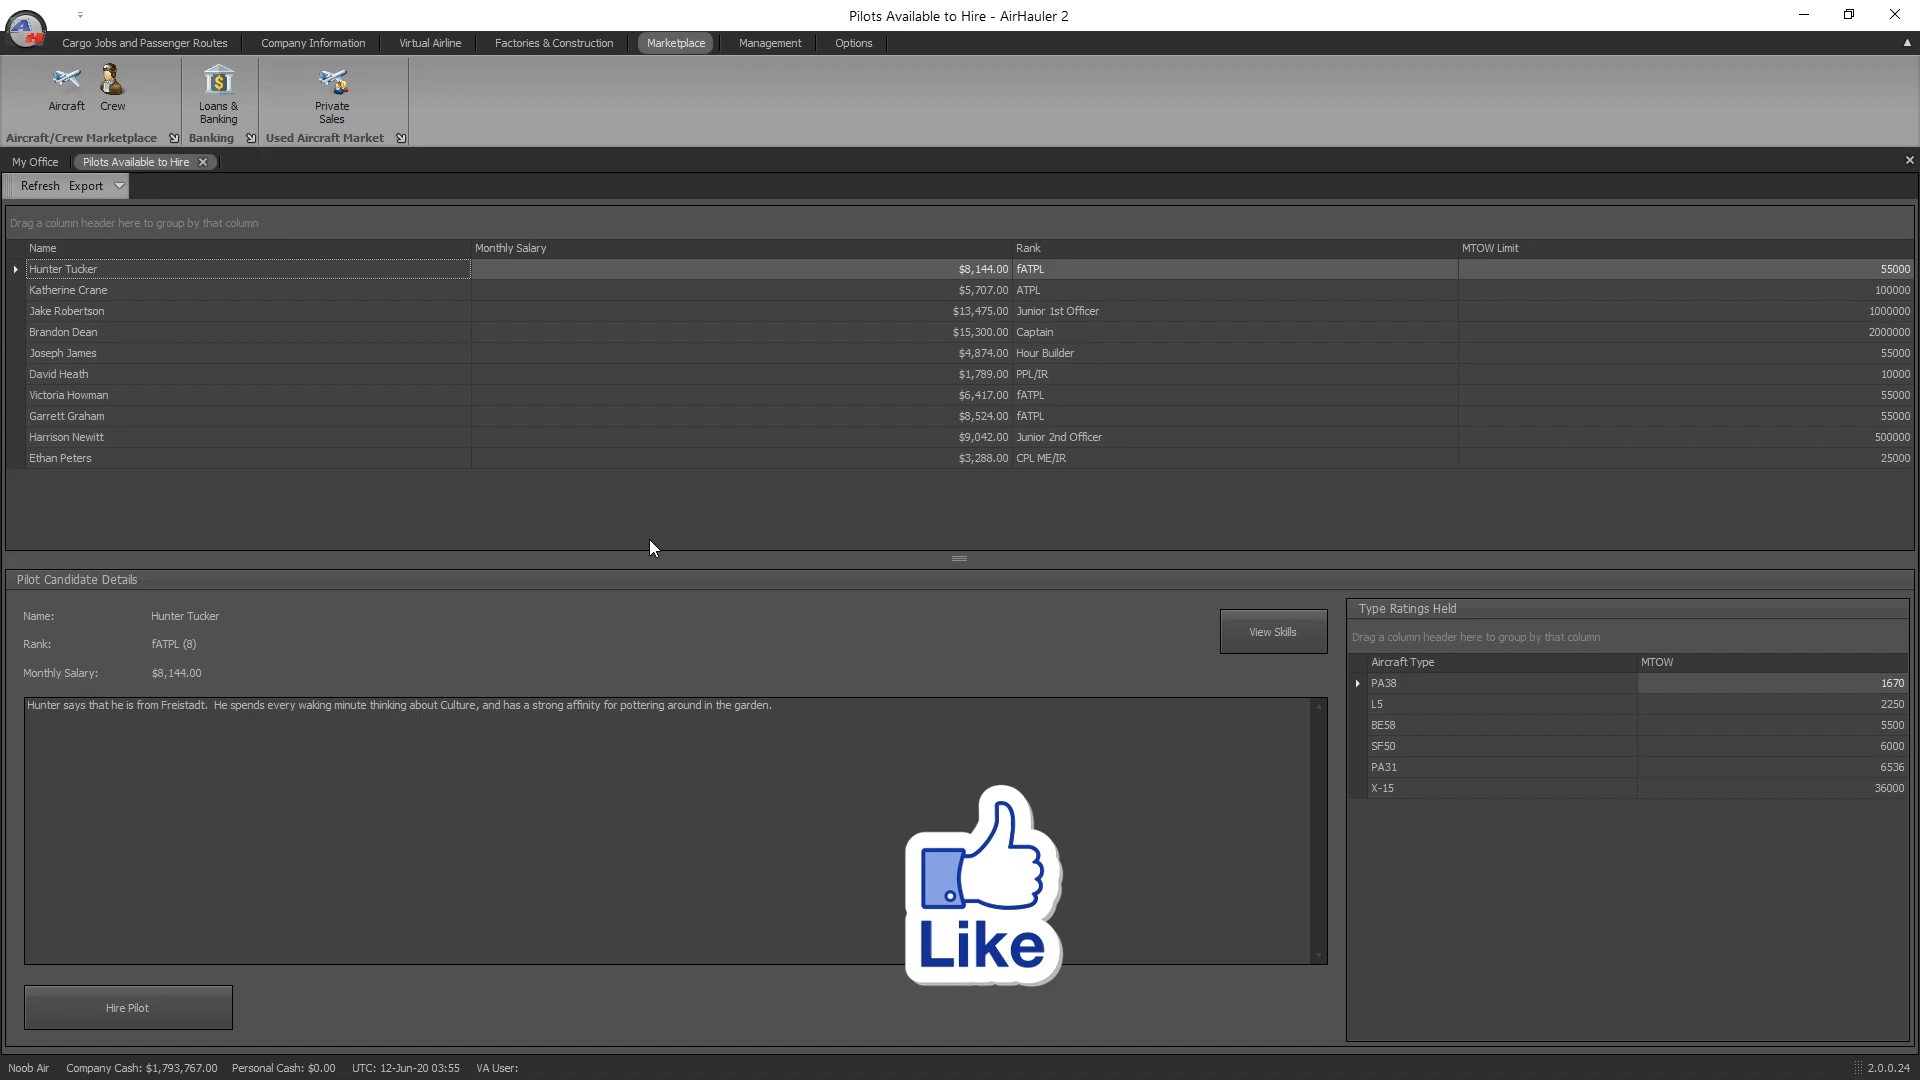 Pilots Available to Hire - AirHauler 2
Cargo Jobs and Passenger Routes Company Information Virtual Airline Factories & Construction Marketplace Management Options
Aircraft Crew Loans & Banking Private Sales
Aircraft/Crew Marketplace Banking Used Aircraft Market
My Office Pilots Available to Hire
Refresh Export
Drag a column header here to group by that column
Name Monthly Salary Rank MTOW Limit
Hunter Tucker $8,144.00 fATPL 55000
Katherine Crane $5,707.00 ATPL 100000
Jake Robertson $13,475.00 Junior 1st Officer 1000000
Brandon Dean $15,300.00 Captain 2000000
Joseph James $4,874.00 Hour Builder 55000
David Heath $1,789.00 PPL/IR 10000
Victoria Howman $6,417.00 fATPL 55000
Garrett Graham $8,524.00 fATPL 55000
Harrison Newitt $9,042.00 Junior 2nd Officer 500000
Ethan Peters $3,288.00 CPL ME/IR 25000
Pilot Candidate Details
Name: Hunter Tucker
Rank: fATPL (8)
Monthly Salary: $8,144.00
View Skills
Hunter says that he is from Freistadt. He spends every waking minute thinking about Culture, and has a strong affinity for pottering around in the garden.
Like
Hire Pilot
Type Ratings Held
Drag a column header here to group by that column
Aircraft Type MTOW
PA38 1670
L5 2250
BE58 5500
SF50 6000
PA31 6536
X-15 36000
Noob Air Company Cash: $1,793,767.00 Personal Cash: $0.00 UTC: 12-Jun-20 03:55 VA User: 2.0.0.24